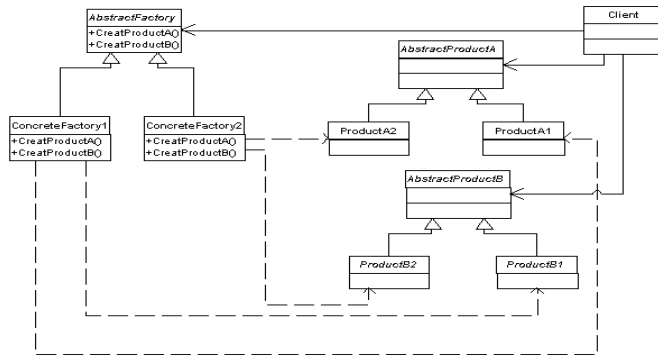 AbstractFactory
+CreatProductA()
+CreatProductB()
Client
AbstractProductA
ConcreteFactory1
+CreatProductA()
+CreatProductB()
ConcreteFactory2
+CreatProductA()
+CreatProductB()
ProductA2
ProductA1
AbstractProductB
ProductB2
ProductB1